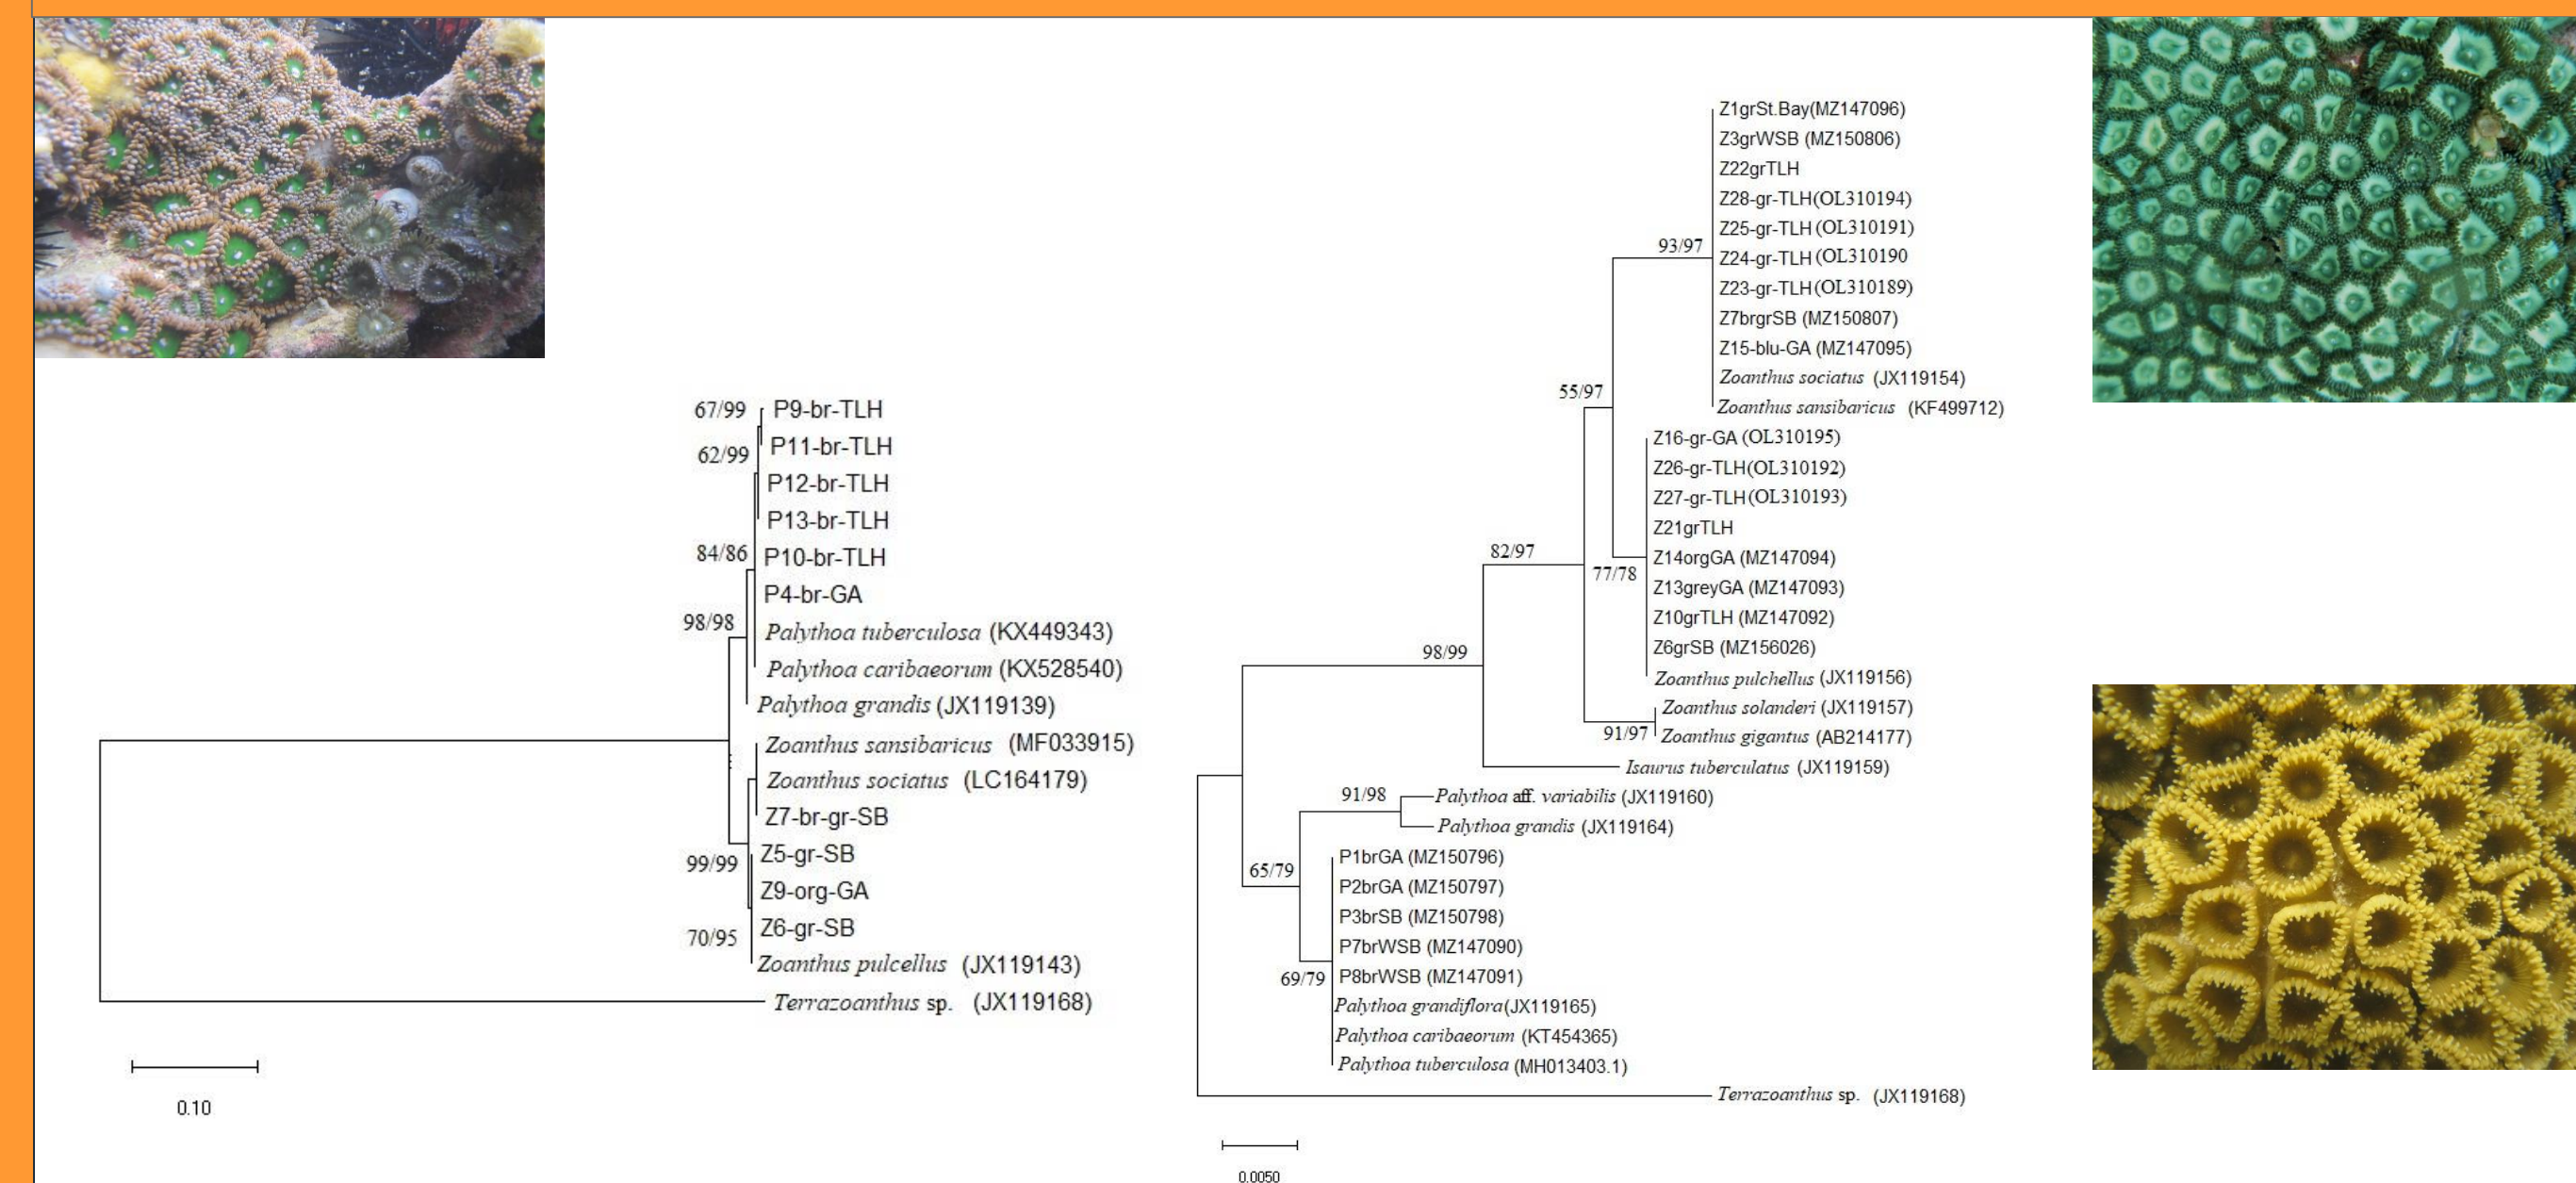 67/99
P9-br-TLH
P11-br-TLH
62/99
P12-br-TLH
P13-br-TLH
84/86
P10-br-TLH
P4-br-GA
98/98
Palythoa tuberculosa (KX449343)
Palythoa caribaeorum (KX528540)
Palythoa grandis (JX119139)
Zoanthus sansibaricus (MF033915)
Zoanthus sociatus (LC164179)
Z7-br-gr-SB
Z5-gr-SB
99/99
Z9-org-GA
Z6-gr-SB
70/95
Zoanthus pulcellus (JX119143)
Terrazoanthus sp. (JX119168)
0.10
Z1grSt.Bay(MZ147096)
Z3grWSB (MZ150806)
Z22grTLH
Z28-gr-TLH(OL310194)
Z25-gr-TLH(OL310191)
93/97
Z24-gr-TLH(OL310190
Z23-gr-TLH(OL310189)
Z7brgrSB (MZ150807)
Z15-blu-GA (MZ147095)
Zoanthus sociatus (JX119154)
55/97
Zoanthus sansibaricus (KF499712)
Z16-gr-GA (OL310195)
Z26-gr-TLH(OL310192)
Z27-gr-TLH(OL310193)
Z21grTLH
82/97
Z14orgGA (MZ147094)
77/78
Z13greyGA (MZ147093)
Z10grTLH (MZ147092)
Z6grSB (MZ156026)
98/99
Zoanthus pulchellus (JX119156)
Zoanthus solanderi (JX119157)
91/97
Zoanthus gigantus (AB214177)
Isaurus tuberculatus (JX119159)
91/98
Palythoa aff. variabilis (JX119160)
Palythoa grandis (JX119164)
P1brGA (MZ150796)
65/79
P2brGA (MZ150797)
P3brSB (MZ150798)
P7brWSB (MZ147090)
69/79
P8brWSB (MZ147091)
Palythoa grandiflora(JX119165)
Palythoa caribaeorum (KT454365)
Palythoa tuberculosa (MH013403.1)
Terrazoanthus sp. (JX119168)
0.0050